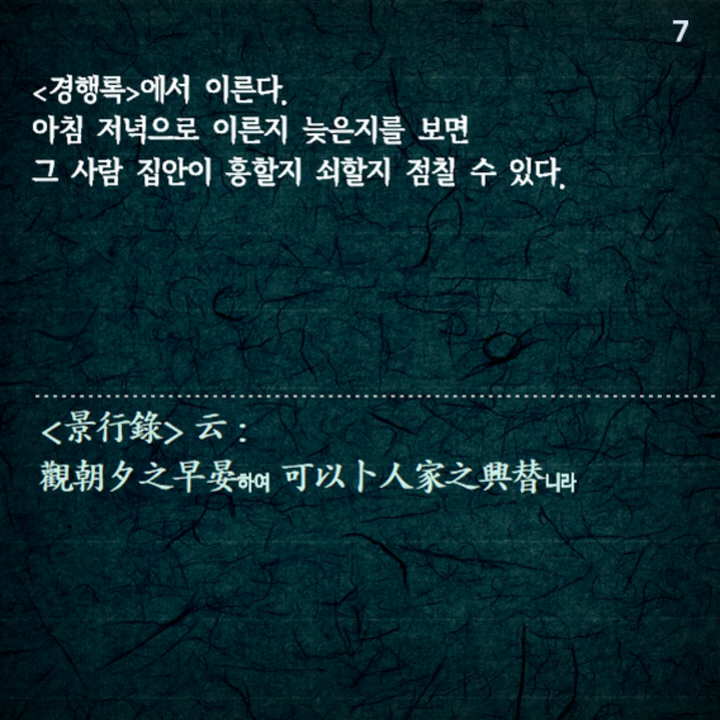 7
<경행록>에서 이른다.
아침 저녁으로 이른지 늦은지를 보면
그 사람 집안이 흥할지 쇠할지 점칠 수 있다.
<景行錄> 云 :
觀朝夕之早晏하여 可以卜人家之興替니라